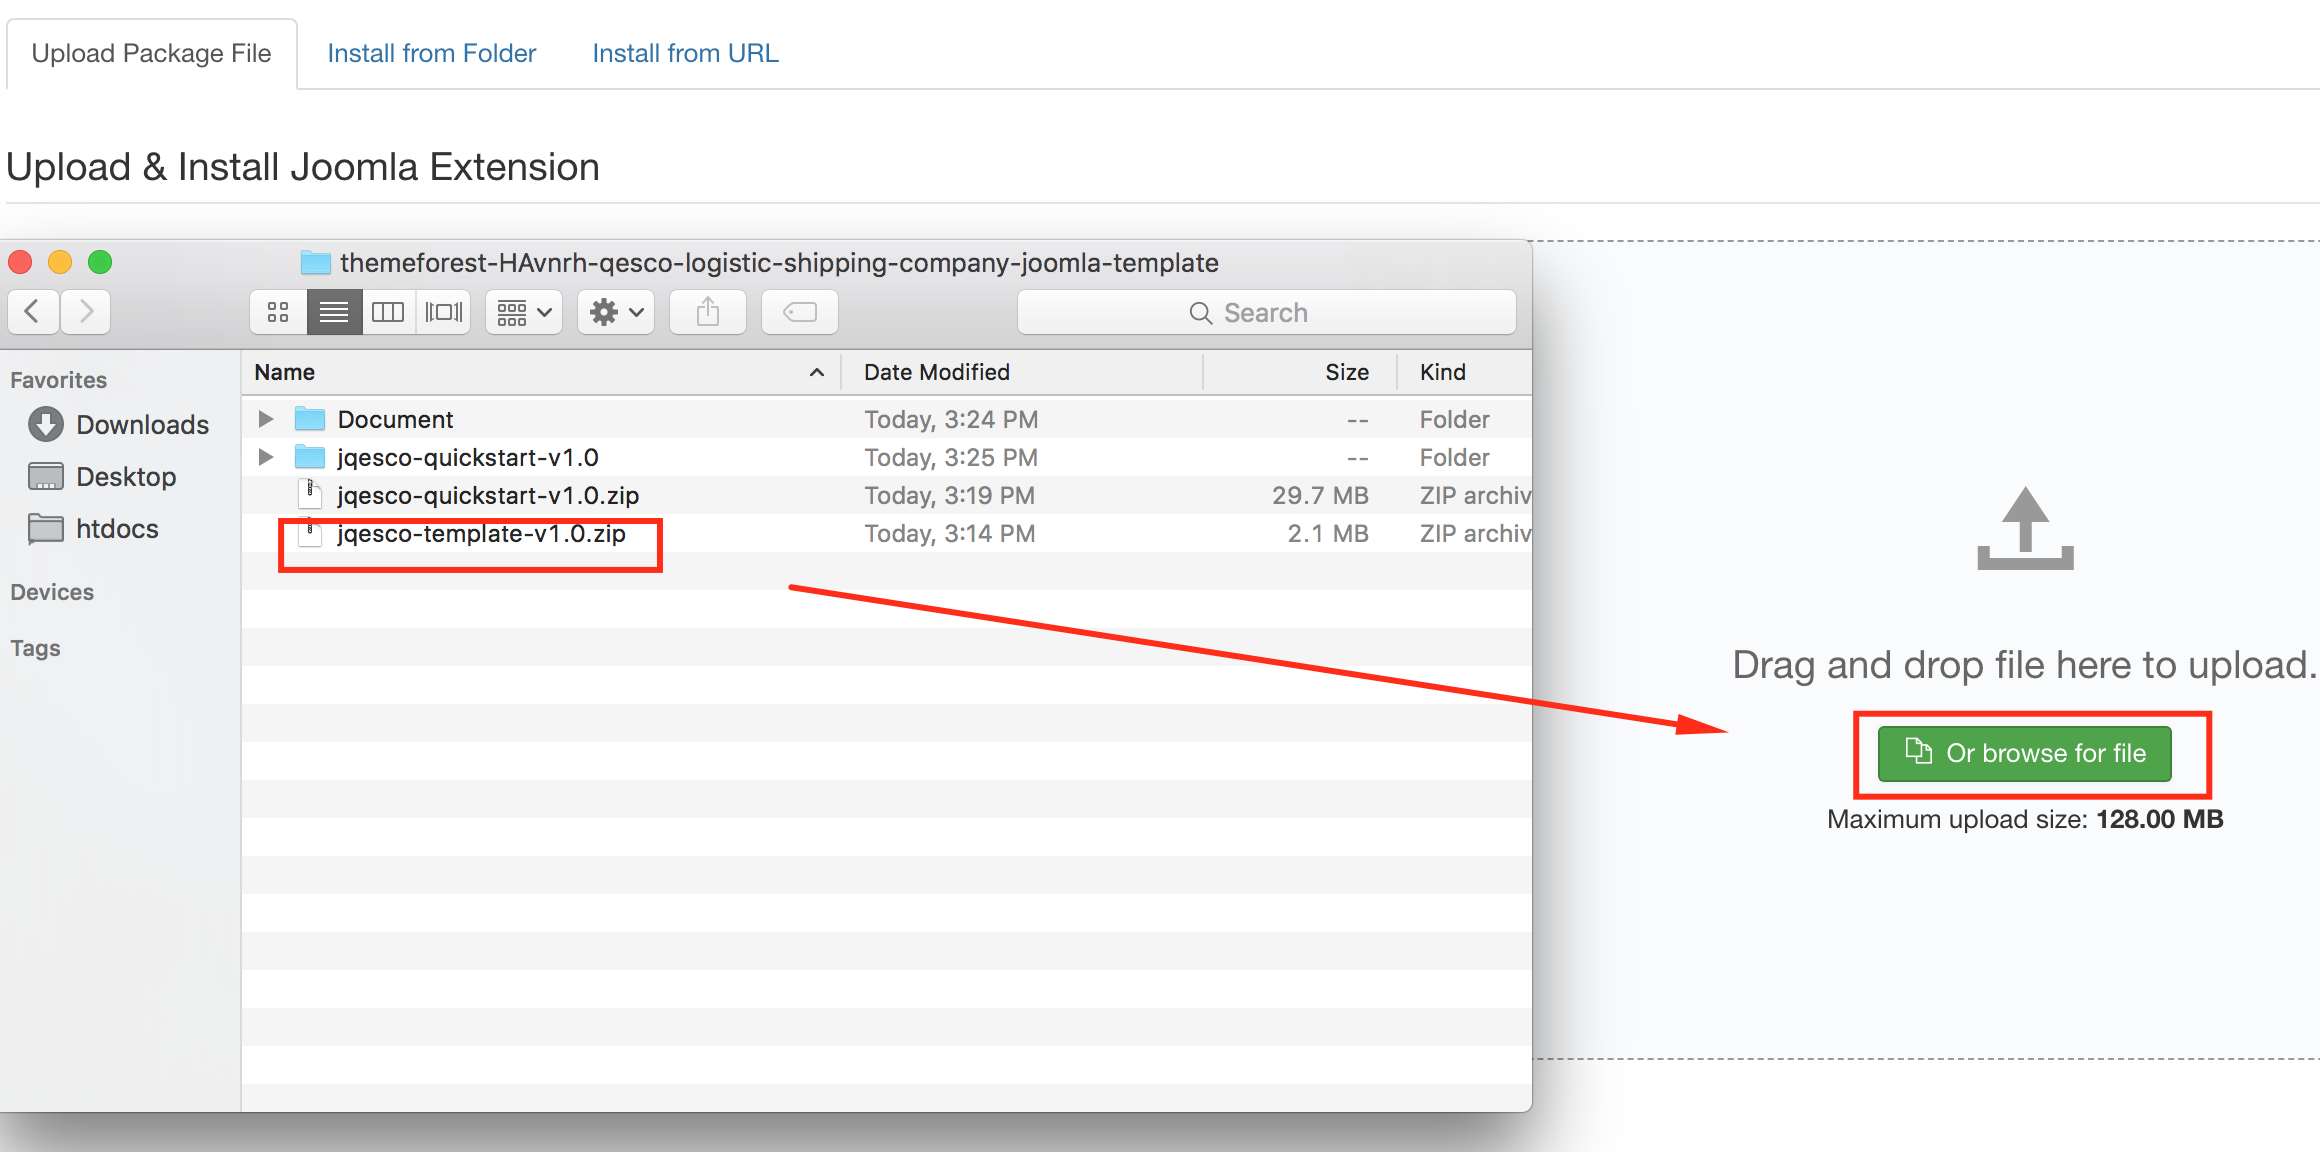 Upload Package File Install from Folder Install from URL
Upload & Install Joomla Extension
themeforest-HAvnrh-qesco-logistic-shipping-company-joomla-template
Search
Favorites
Downloads
Desktop
htdocs
Devices
Tags
Name Date Modified Size Kind
Document Today, 3:24 PM -- Folder
jqesco-quickstart-v1.0 Today, 3:25 PM -- Folder
jqesco-quickstart-v1.0.zip Today, 3:19 PM 29.7 MB ZIP archiv
jqesco-template-v1.0.zip Today, 3:14 PM 2.1 MB ZIP archiv
Drag and drop file here to upload.
Or browse for file
Maximum upload size: 128.00 MB